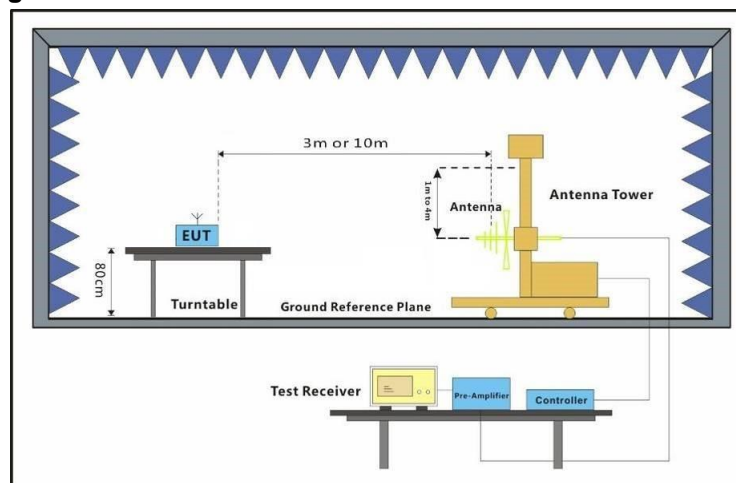 3m or 10m
1m to 4m
Antenna
Antenna Tower
EUT
80cm
Turntable
Ground Reference Plane
Test Receiver
Pre-Amplifier
Controller